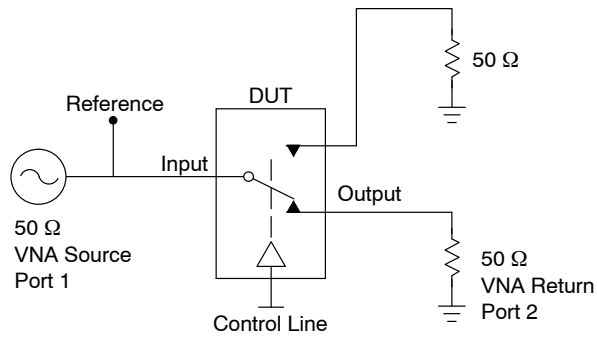 50 Ω
DUT
Reference
Input
Output
50 Ω
VNA Source
Port 1
50 Ω
VNA Return
Port 2
Control Line